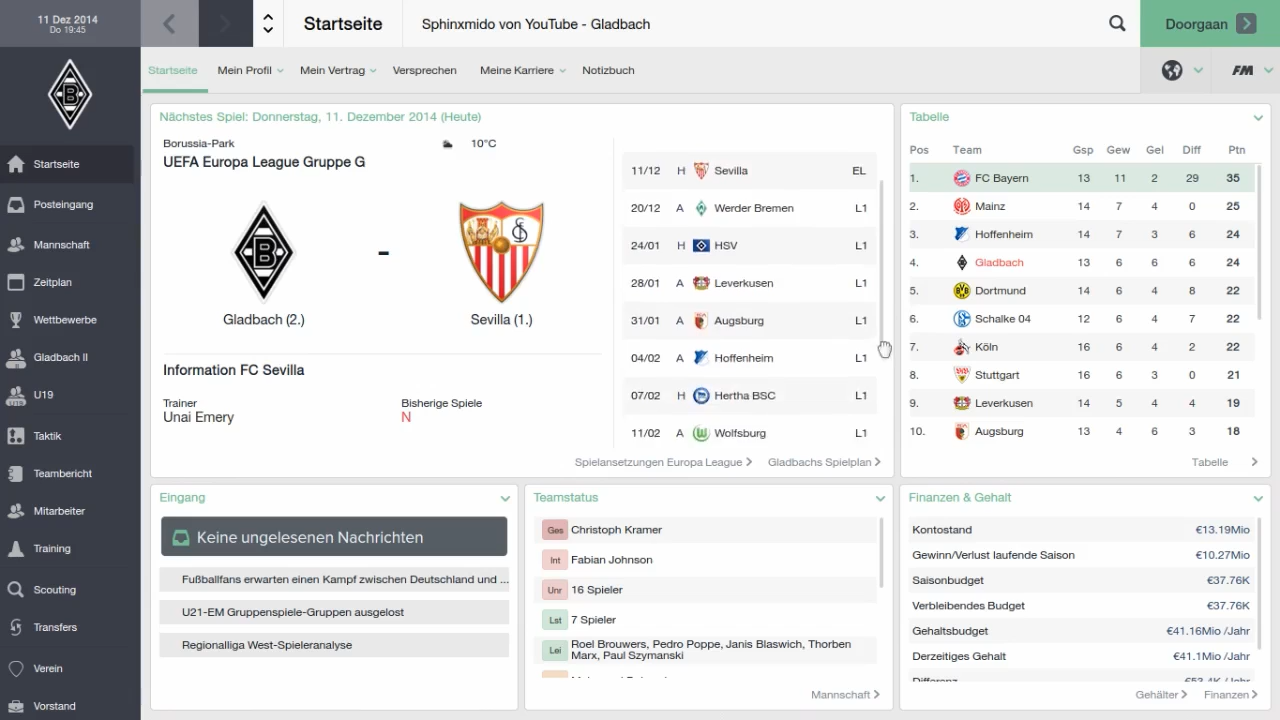 11 Dez 2014
Do 19:45
Startseite
Sphinxmido von YouTube - Gladbach
Doorgaan
Startseite
Mein Profil
Mein Vertrag
Versprechen
Meine Karriere
Notizbuch
FM
Startseite
Posteingang
Mannschaft
Zeitplan
Wettbewerbe
Gladbach II
U19
Taktik
Teambericht
Mitarbeiter
Training
Scouting
Transfers
Verein
Vorstand
Nächstes Spiel: Donnerstag, 11. Dezember 2014 (Heute)
Borussia-Park
10°C
UEFA Europa League Gruppe G
-
Gladbach (2.)
Sevilla (1.)
Information FC Sevilla
Trainer
Unai Emery
Bisherige Spiele
N
11/12 H Sevilla EL
20/12 A Werder Bremen L1
24/01 H HSV L1
28/01 A Leverkusen L1
31/01 A Augsburg L1
04/02 A Hoffenheim L1
07/02 H Hertha BSC L1
11/02 A Wolfsburg L1
Spielansetzungen Europa League
Gladbachs Spielplan
Tabelle
Pos Team Gsp Gew Gel Diff Ptn
1. FC Bayern 13 11 2 29 35
2. Mainz 14 7 4 0 25
3. Hoffenheim 14 7 3 6 24
4. Gladbach 13 6 6 6 24
5. Dortmund 14 6 4 8 22
6. Schalke 04 12 6 4 7 22
7. Köln 16 6 4 2 22
8. Stuttgart 16 6 3 0 21
9. Leverkusen 14 5 4 4 19
10. Augsburg 13 4 6 3 18
Tabelle
Eingang
Keine ungelesenen Nachrichten
Fußballfans erwarten einen Kampf zwischen Deutschland und ...
U21-EM Gruppenspiele-Gruppen ausgelost
Regionalliga West-Spieleranalyse
Teamstatus
Ges Christoph Kramer
Int Fabian Johnson
Unr 16 Spieler
Lst 7 Spieler
Lei Roel Brouwers, Pedro Poppe, Janis Blaswich, Thorben
Marx, Paul Szymanski
Mannschaft
Finanzen & Gehalt
Kontostand €13.19Mio
Gewinn/Verlust laufende Saison €10.27Mio
Saisonbudget €37.76K
Verbleibendes Budget €37.76K
Gehaltsbudget €41.16Mio /Jahr
Derzeitiges Gehalt €41.1Mio /Jahr
Differenz €53.4K /Jahr
Gehälter
Finanzen